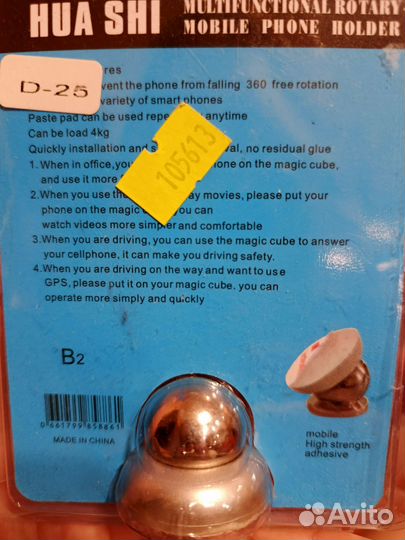 HUA SHI
MULTIFUNCTIONAL ROTARY
MOBILE PHONE HOLDER
D-25
vent the phone from falling 360 free rotation
variety of smart phones
Paste pad can be used anytime
Can be load 4kg
Quickly installation and no residual glue
105613
1. When in office, you phone on the magic cube,
and use it more
2. When you use the movies, please put your
phone on the magic you can
watch videos more simpler and comfortable
3. When you are driving, you can use the magic cube to answer
your cellphone, it can make you driving safety.
4. When you are driving on the way and want to use
GPS, please put it on your magic cube, you can
operate more simply and quickly
B2
0 661799 858861
MADE IN CHINA
mobile
High strength
adhesive
Avito